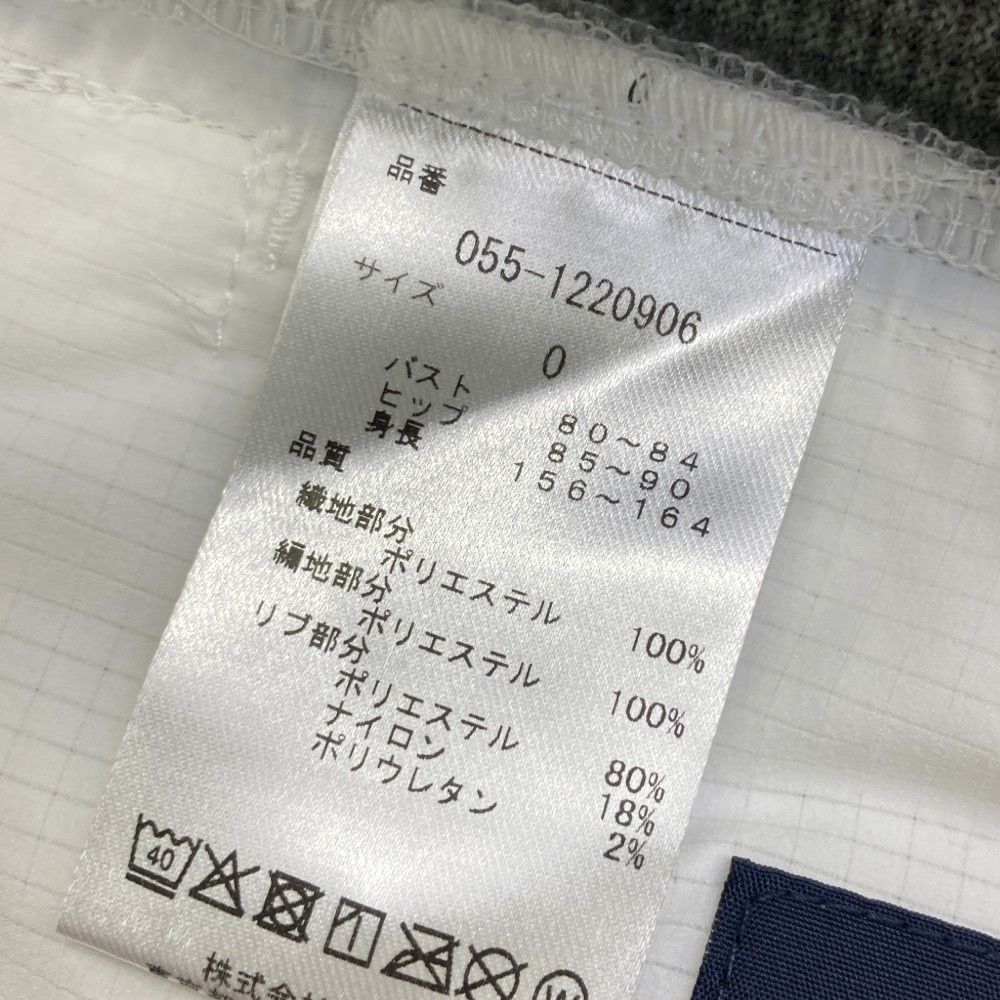 品番
055-1220906
サイズ
0
バスト 80～84
ヒップ 85～90
身長 156～164
品質
織地部分
ポリエステル 100%
編地部分
ポリエステル 100%
リブ部分
ポリエステル 80%
ナイロン 18%
ポリウレタン 2%
40
W
株式会社